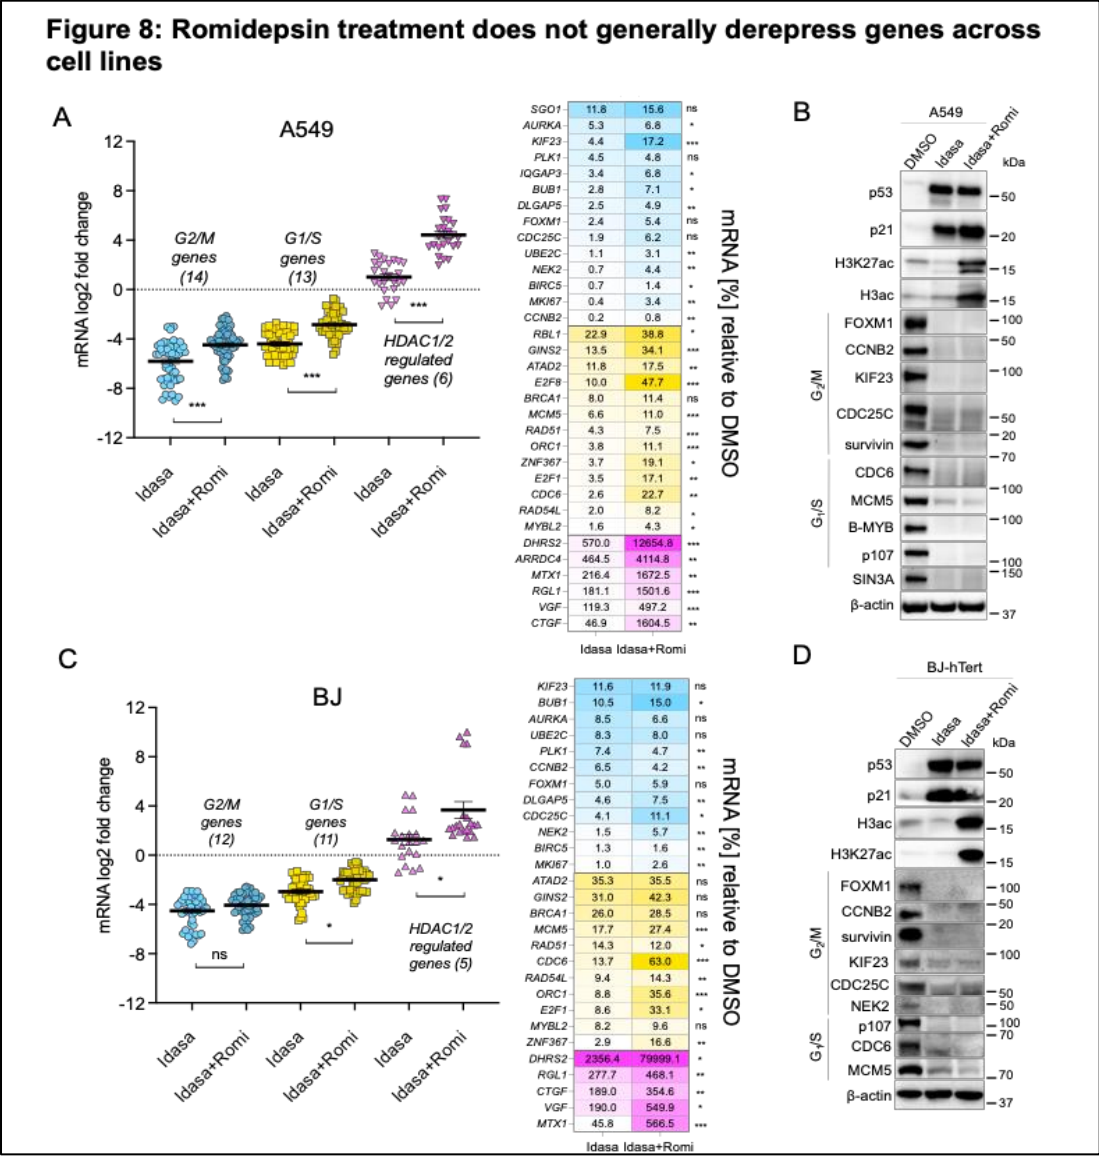 Figure 8: Romidepsin treatment does not generally derepress genes across
cell lines
A
A549
mRNA log2 fold change
12
8
4
0
-4
-8
-12
G2/M
genes
(14)
G1/S
genes
(13)
HDAC1/2
regulated
genes (6)
***
***
***
Idasa
Idasa+Romi
Idasa
Idasa+Romi
Idasa
Idasa+Romi
SGO1 11.8 15.6 ns
AURKA 5.3 6.8 *
KIF23 4.4 17.2 ***
PLK1 4.5 4.8 ns
IQGAP3 3.4 6.8 *
BUB1 2.8 7.1 *
DLGAP5 2.5 4.9 **
FOXM1 2.4 5.4 ns
CDC25C 1.9 6.2 ns
UBE2C 1.1 3.1 **
NEK2 0.7 4.4 **
BIRC5 0.7 1.4 *
MKI67 0.4 3.4 **
CCNB2 0.2 0.8 **
RBL1 22.9 38.8 *
GINS2 13.5 34.1 ***
ATAD2 11.8 17.5 **
E2F8 10.0 47.7 ***
BRCA1 8.0 11.4 ns
MCM5 6.6 11.0 ***
RAD51 4.3 7.5 ***
ORC1 3.8 11.1 ***
ZNF367 3.7 19.1 *
E2F1 3.5 17.1 **
CDC6 2.6 22.7 **
RAD54L 2.0 8.2 *
MYBL2 1.6 4.3 *
DHRS2 570.0 12654.8 ***
ARRDC4 464.5 4114.8 **
MTX1 216.4 1672.5 **
RGL1 181.1 1501.6 ***
VGF 119.3 497.2 ***
CTGF 46.9 1604.5 **
Idasa Idasa+Romi
mRNA [%] relative to DMSO
B
A549
DMSO
Idasa
Idasa+Romi
kDa
p53
50
p21
20
H3K27ac
15
H3ac
15
FOXM1
100
CCNB2
50
KIF23
100
CDC25C
50
survivin
20
CDC6
70
MCM5
100
B-MYB
100
p107
100
SIN3A
150
β-actin
37
G2/M
G1/S
C
BJ
mRNA log2 fold change
12
8
4
0
-4
-8
-12
G2/M
genes
(12)
G1/S
genes
(11)
HDAC1/2
regulated
genes (5)
ns
*
*
Idasa
Idasa+Romi
Idasa
Idasa+Romi
Idasa
Idasa+Romi
KIF23 11.6 11.9 ns
BUB1 10.5 15.0 *
AURKA 8.5 6.6 ns
UBE2C 8.3 8.0 ns
PLK1 7.4 4.7 **
CCNB2 6.5 4.2 **
FOXM1 5.0 5.9 ns
DLGAP5 4.6 7.5 **
CDC25C 4.1 11.1 *
NEK2 1.5 5.7 **
BIRC5 1.3 1.6 **
MKI67 1.0 2.6 **
ATAD2 35.3 35.5 ns
GINS2 31.0 42.3 ns
BRCA1 26.0 28.5 ns
MCM5 17.7 27.4 ***
RAD51 14.3 12.0 *
CDC6 13.7 63.0 ***
RAD54L 9.4 14.3 **
ORC1 8.8 35.6 ***
E2F1 8.6 33.1 *
MYBL2 8.2 9.6 ns
ZNF367 2.9 16.6 **
DHRS2 2356.4 79999.1 *
RGL1 277.7 468.1 **
CTGF 189.0 354.6 **
VGF 190.0 549.9 *
MTX1 45.8 566.5 ***
Idasa Idasa+Romi
mRNA [%] relative to DMSO
D
BJ-hTert
DMSO
Idasa
Idasa+Romi
kDa
p53
50
p21
20
H3ac
15
H3K27ac
15
FOXM1
100
CCNB2
50
survivin
20
KIF23
100
CDC25C
50
NEK2
50
p107
100
CDC6
70
MCM5
70
β-actin
37
G2/M
G1/S